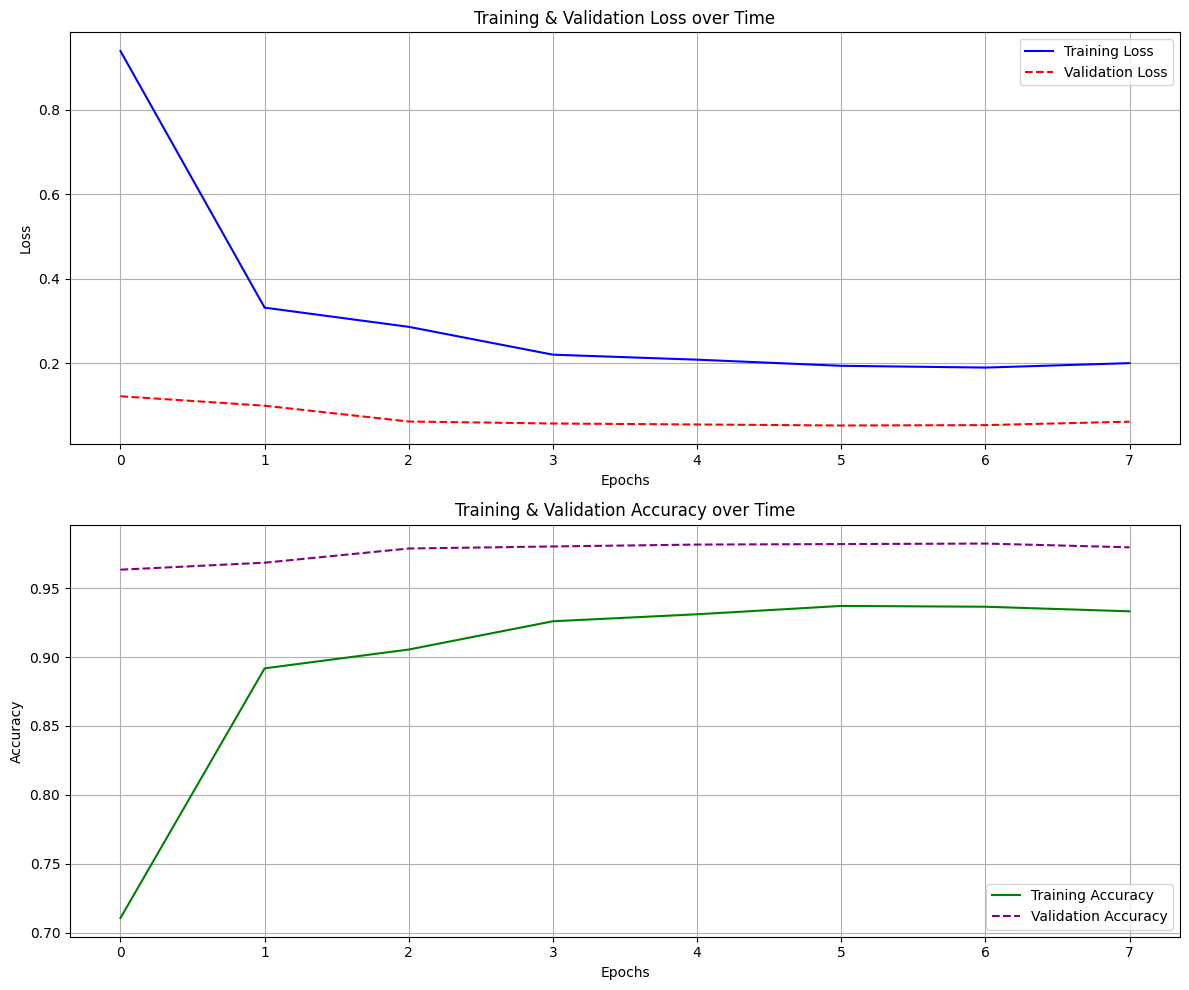 Training & Validation Loss over Time
Training Loss
Validation Loss
0.8
0.6
0.4
0.2
Loss
0 1 2 3 4 5 6 7
Epochs
Training & Validation Accuracy over Time
0.95
0.90
0.85
0.80
0.75
0.70
Accuracy
Training Accuracy
Validation Accuracy
0 1 2 3 4 5 6 7
Epochs